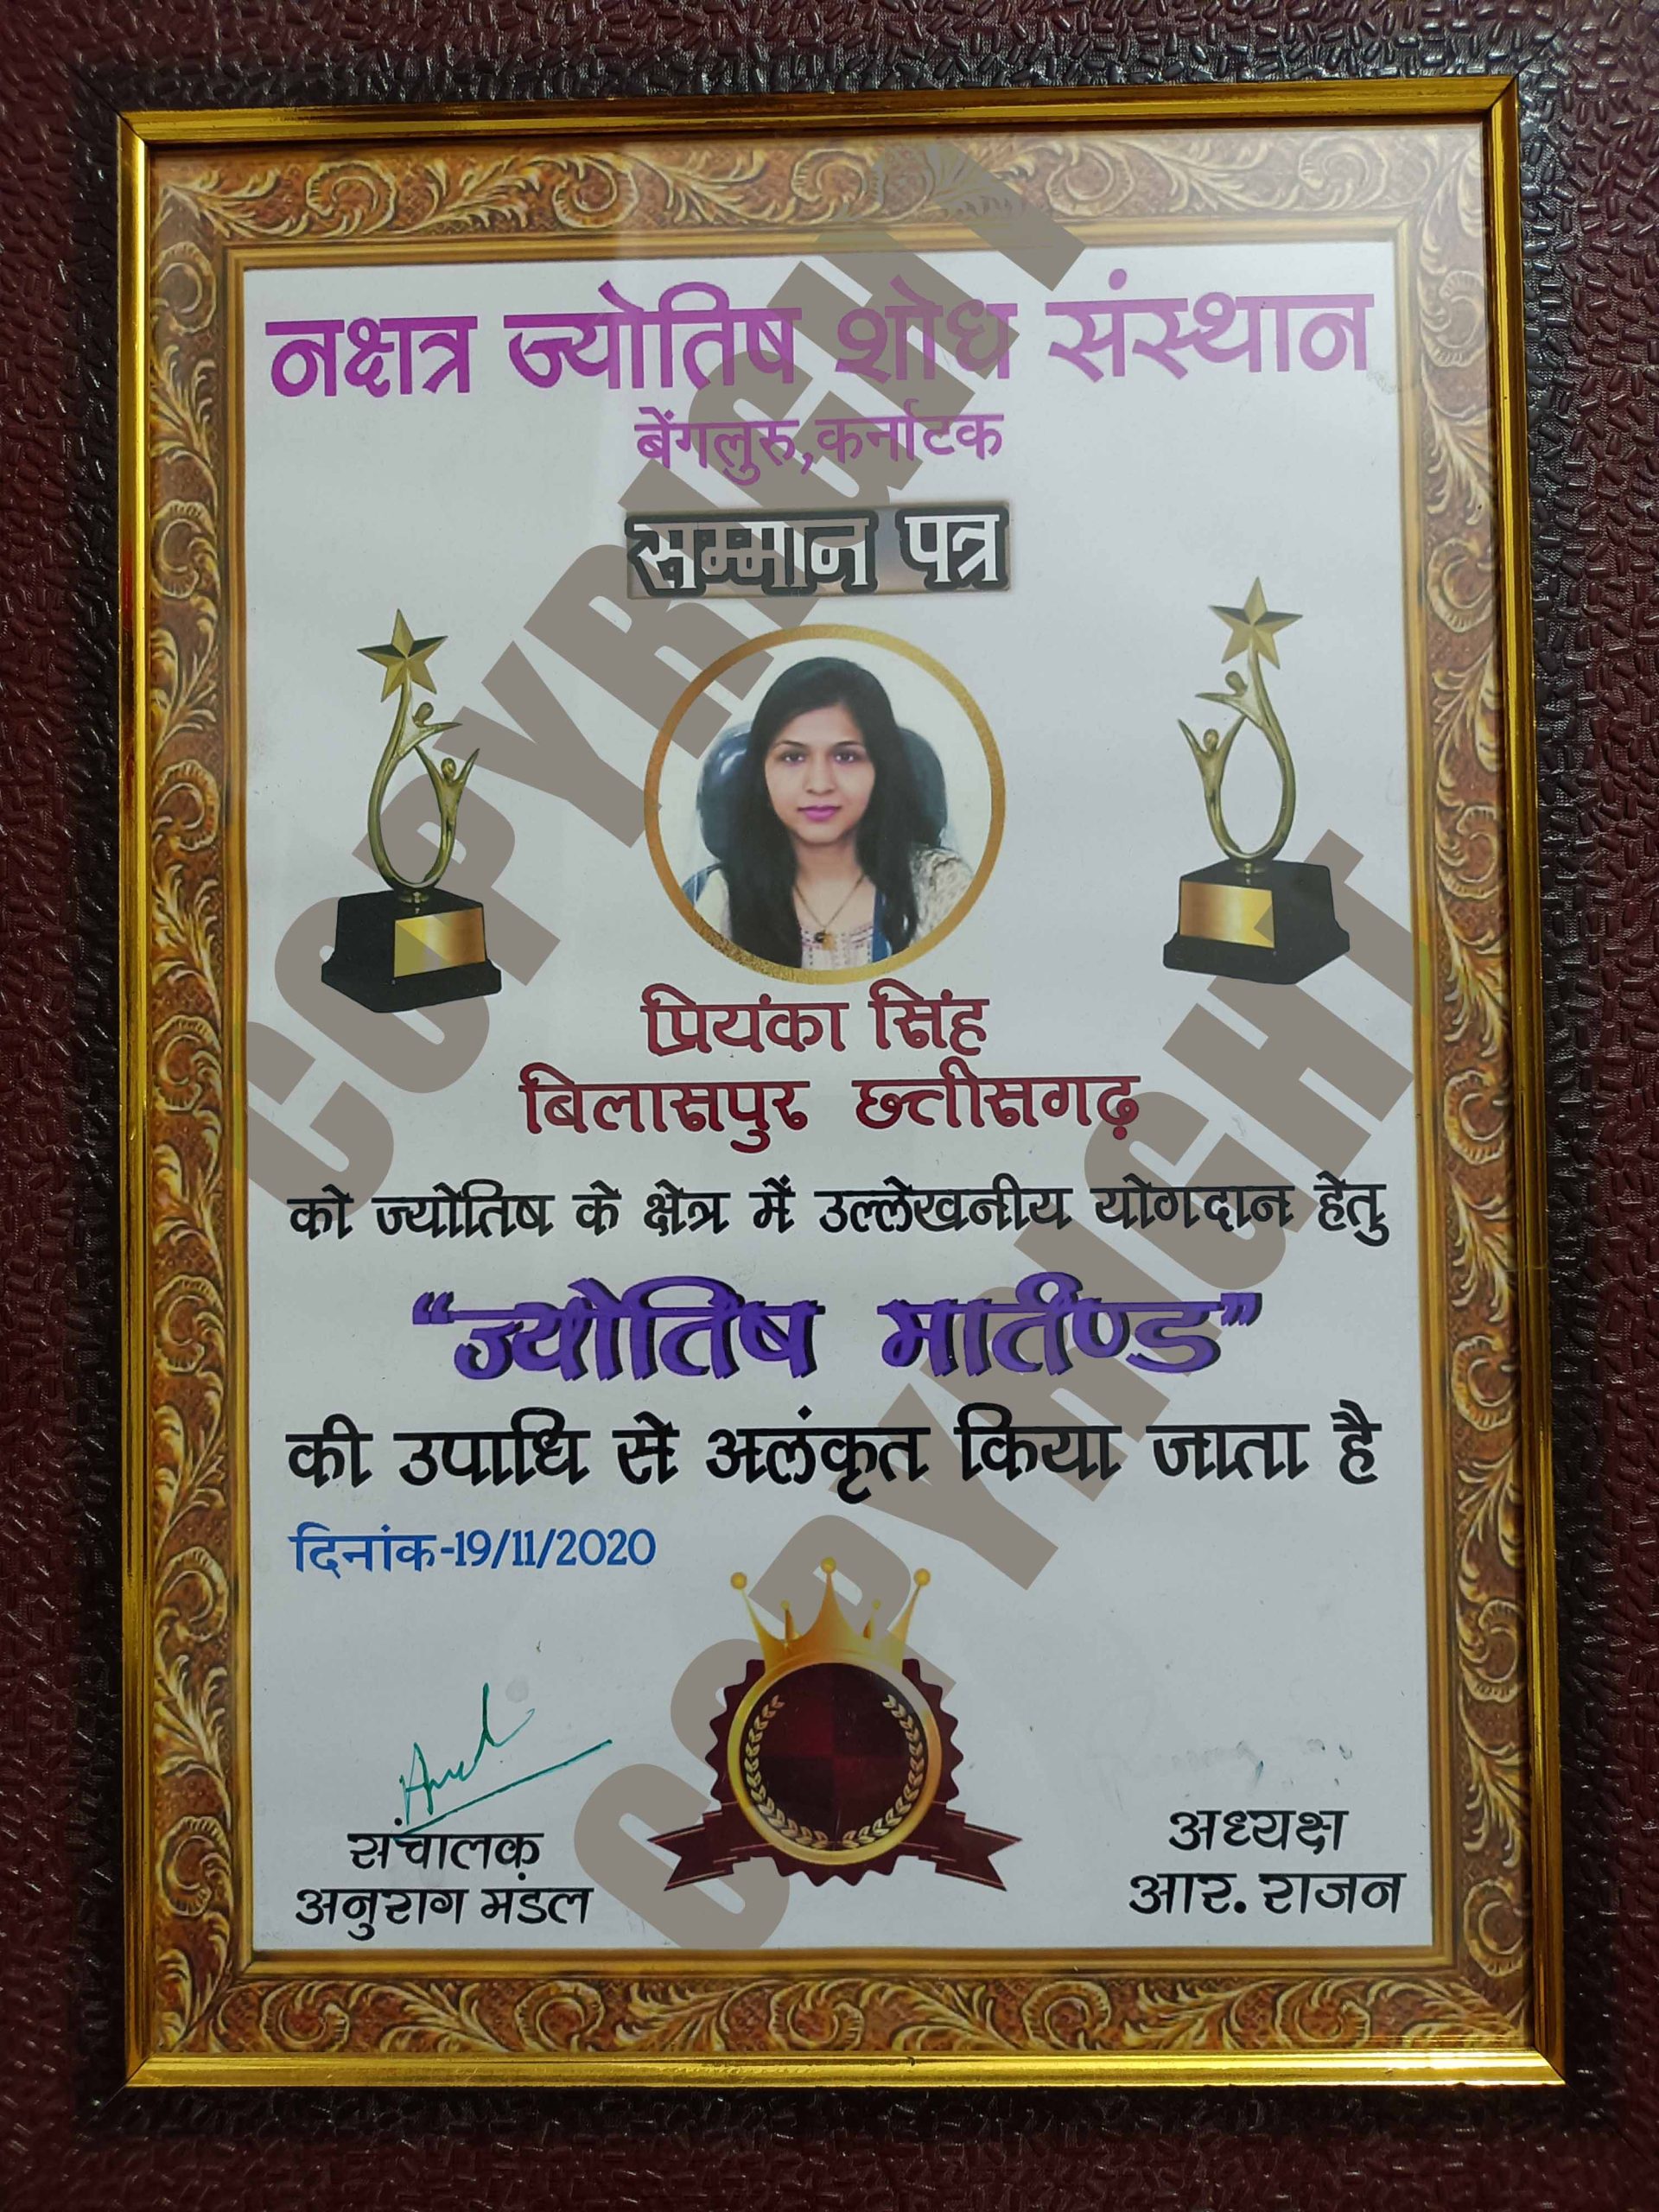 नक्षत्र ज्योतिष शोध संस्थान
बेंगलुरु,कर्नाटक
सम्मान पत्र
प्रियंका सिंह
बिलासपुर छत्तीसगढ़
को ज्योतिष के क्षेत्र में उल्लेखनीय योगदान हेतु
“ज्योतिष मार्तण्ड”
की उपाधि से अलंकृत किया जाता है
दिनांक-19/11/2020
संचालक
अनुराग मंडल
अध्यक्ष
आर. राजन
COPYRIGHT
COPYRIGHT